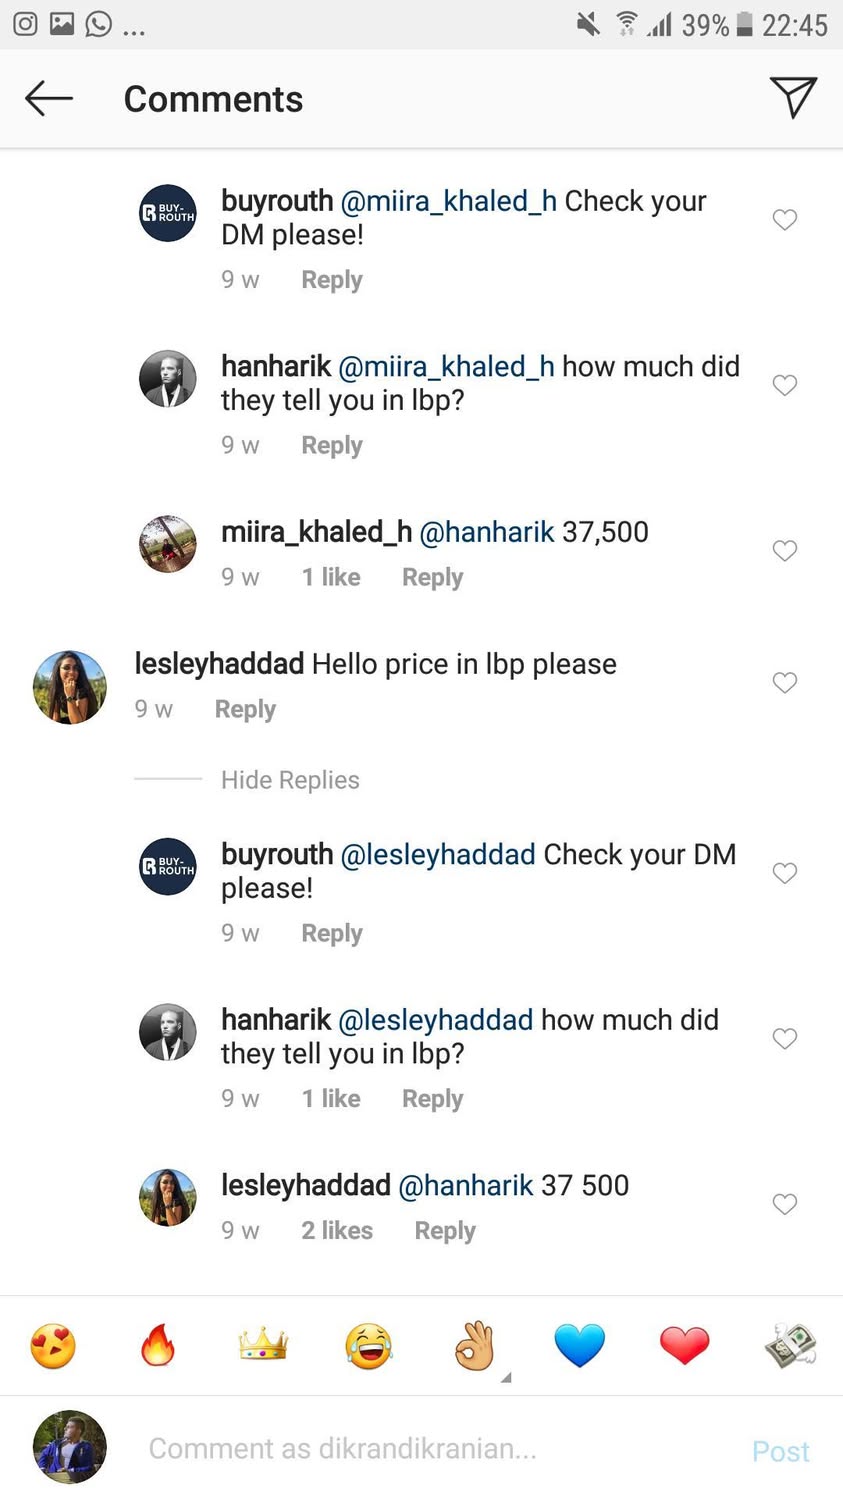 ... 39% 22:45
Comments
BUY-
ROUTH
buyrouth @miira_khaled_h Check your
DM please!
9 w Reply
hanharik @miira_khaled_h how much did
they tell you in lbp?
9 w Reply
miira_khaled_h @hanharik 37,500
9 w 1 like Reply
lesleyhaddad Hello price in lbp please
9 w Reply
Hide Replies
BUY-
ROUTH
buyrouth @lesleyhaddad Check your DM
please!
9 w Reply
hanharik @lesleyhaddad how much did
they tell you in lbp?
9 w 1 like Reply
lesleyhaddad @hanharik 37 500
9 w 2 likes Reply
Comment as dikrandikranian... Post